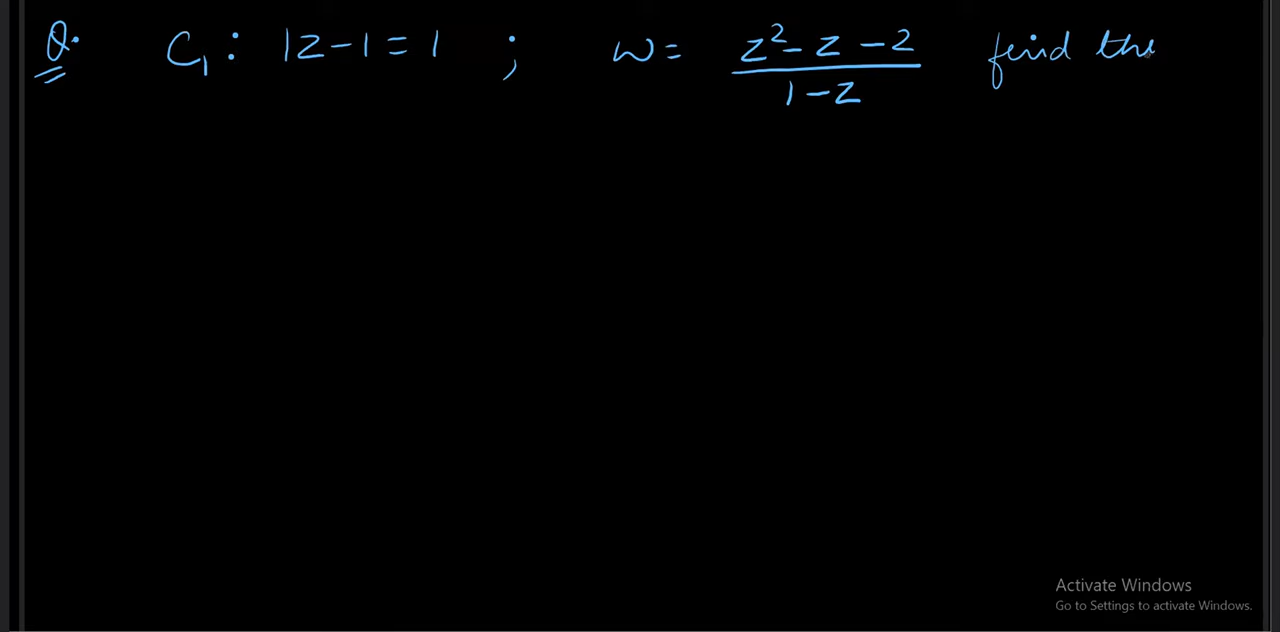 Q. C₁ : |z-1 = 1 ; w = (z² - z - 2)/(1 - z) find the
Activate Windows
Go to Settings to activate Windows.